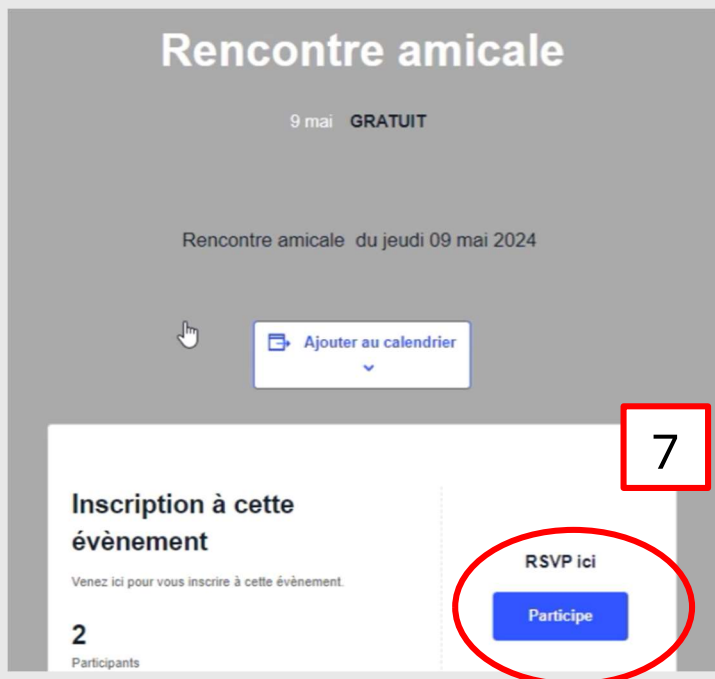 Rencontre amicale
9 mai GRATUIT
Rencontre amicale du jeudi 09 mai 2024
Ajouter au calendrier
7
Inscription à cette
évènement
Venez ici pour vous inscrire à cette évènement.
2
Participants
RSVP ici
Participe